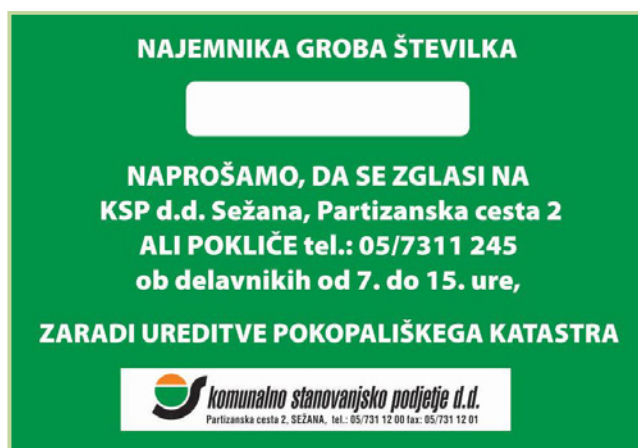 NAJEMNIKA GROBA ŠTEVILKA
NAPROŠAMO, DA SE ZGLASI NA
KSP d.d. Sežana, Partizanska cesta 2
ALI POKLIČE tel.: 05/7311 245
ob delavnikih od 7. do 15. ure,
ZARADI UREDITVE POKOPALIŠKEGA KATASTRA
komunalno stanovanjsko podjetje d.d.
Partizanska cesta 2, SEŽANA, tel.: 05/731 12 00 fax: 05/731 12 01